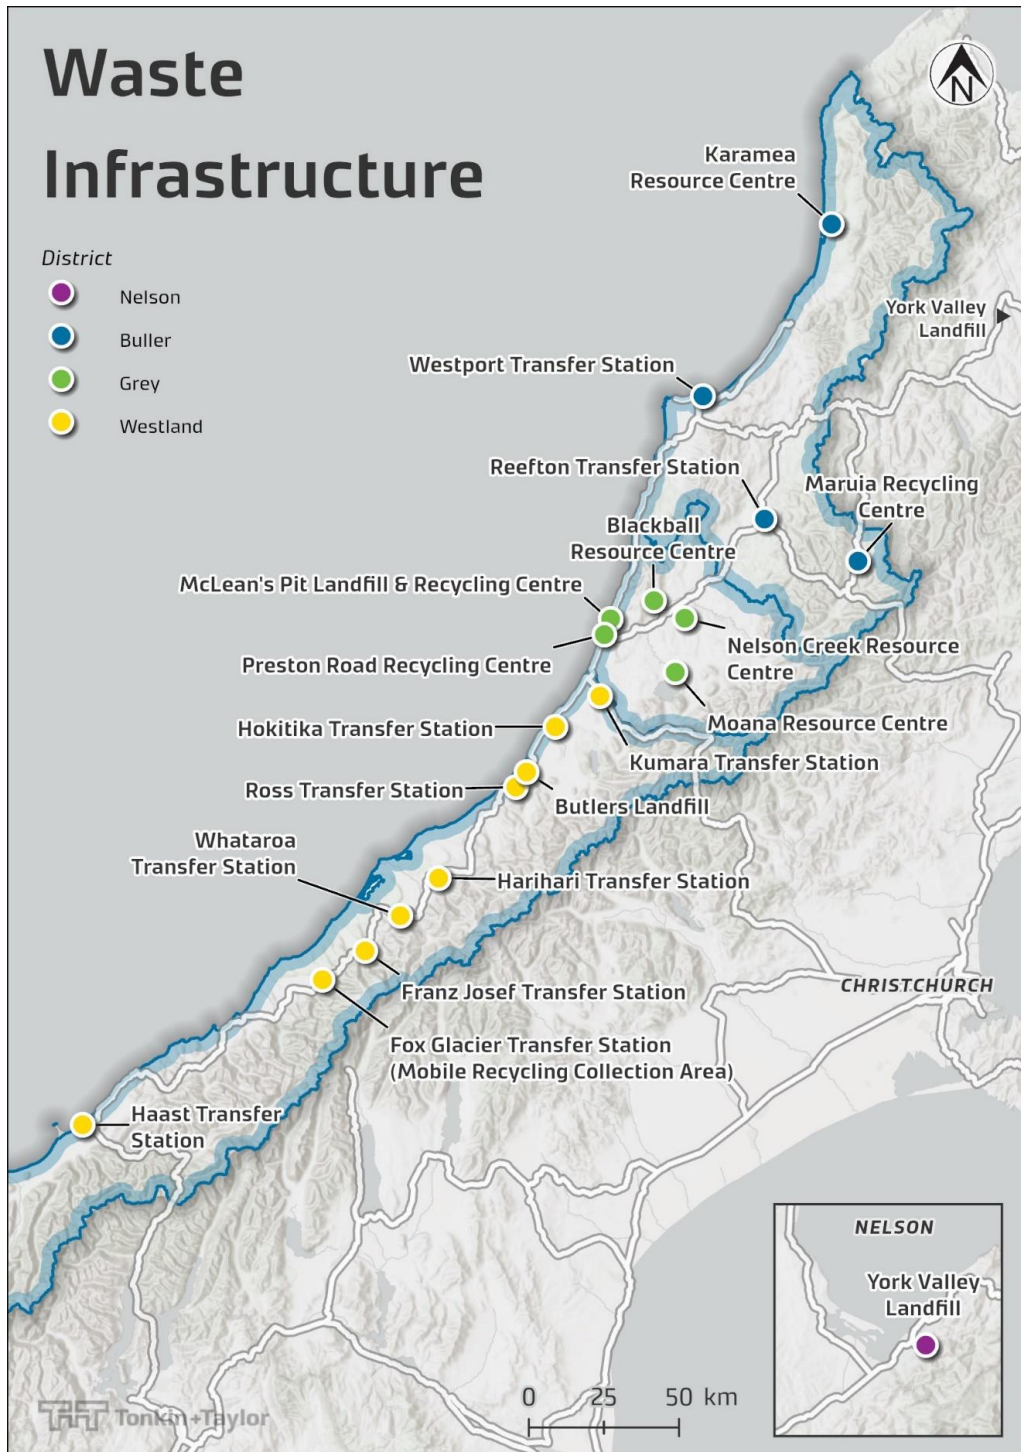 Waste
Infrastructure
N
District
Nelson
Buller
Grey
Westland
Karamea
Resource Centre
York Valley
Landfill
Westport Transfer Station
Reefton Transfer Station
Maruia Recycling
Centre
Blackball
Resource Centre
McLean's Pit Landfill & Recycling Centre
Nelson Creek Resource
Centre
Preston Road Recycling Centre
Moana Resource Centre
Hokitika Transfer Station
Kumara Transfer Station
Ross Transfer Station
Butlers Landfill
Whataroa
Transfer Station
Harihari Transfer Station
Franz Josef Transfer Station
CHRISTCHURCH
Fox Glacier Transfer Station
(Mobile Recycling Collection Area)
Haast Transfer
Station
NELSON
York Valley
Landfill
0 25 50 km
T+T Tonkin+Taylor